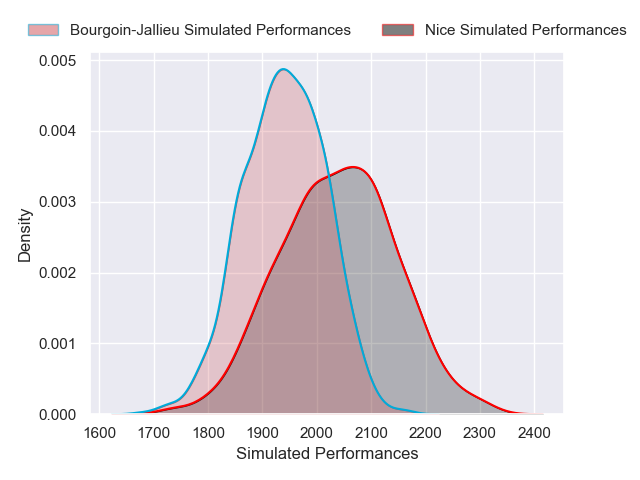 Bourgoin-Jallieu Simulated Performances Nice Simulated Performances
0.005
0.004
0.003
0.002
0.001
0.000
Density
1600 1700 1800 1900 2000 2100 2200 2300 2400
Simulated Performances